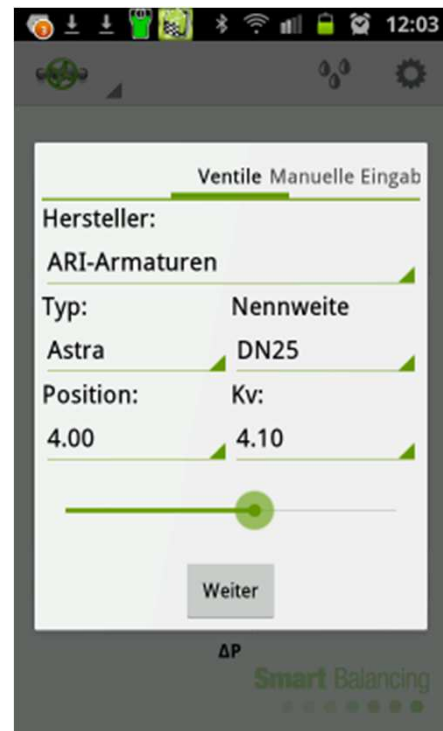 3 12:03
Ventile Manuelle Eingab
Hersteller:
ARI-Armaturen
Typ: Nennweite
Astra DN25
Position: Kv:
4.00 4.10
Weiter
ΔP
Smart Balancing